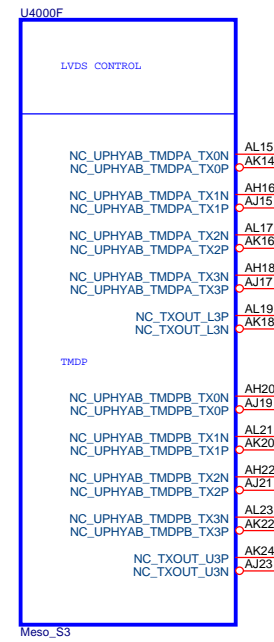 U4000F
LVDS CONTROL
NC_UPHYAB_TMDPA_TX0N AL15
NC_UPHYAB_TMDPA_TX0P AK14
NC_UPHYAB_TMDPA_TX1N AH16
NC_UPHYAB_TMDPA_TX1P AJ15
NC_UPHYAB_TMDPA_TX2N AL17
NC_UPHYAB_TMDPA_TX2P AK16
NC_UPHYAB_TMDPA_TX3N AH18
NC_UPHYAB_TMDPA_TX3P AJ17
NC_TXOUT_L3P AL19
NC_TXOUT_L3N AK18
TMDP
NC_UPHYAB_TMDPB_TX0N AH20
NC_UPHYAB_TMDPB_TX0P AJ19
NC_UPHYAB_TMDPB_TX1N AL21
NC_UPHYAB_TMDPB_TX1P AK20
NC_UPHYAB_TMDPB_TX2N AH22
NC_UPHYAB_TMDPB_TX2P AJ21
NC_UPHYAB_TMDPB_TX3N AL23
NC_UPHYAB_TMDPB_TX3P AK22
NC_TXOUT_U3P AK24
NC_TXOUT_U3N AJ23
Meso_S3